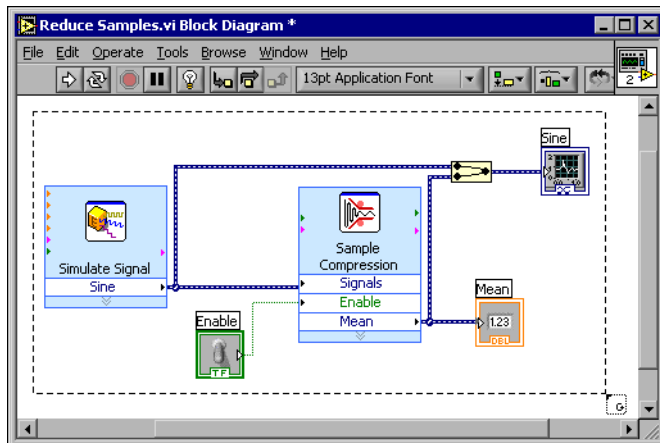 Reduce Samples.vi Block Diagram *
File Edit Operate Tools Browse Window Help
13pt Application Font
2
Sine
Simulate Signal
Sine
Sample
Compression
Signals
Enable
Mean
Enable
TF
Mean
1.23
DBL